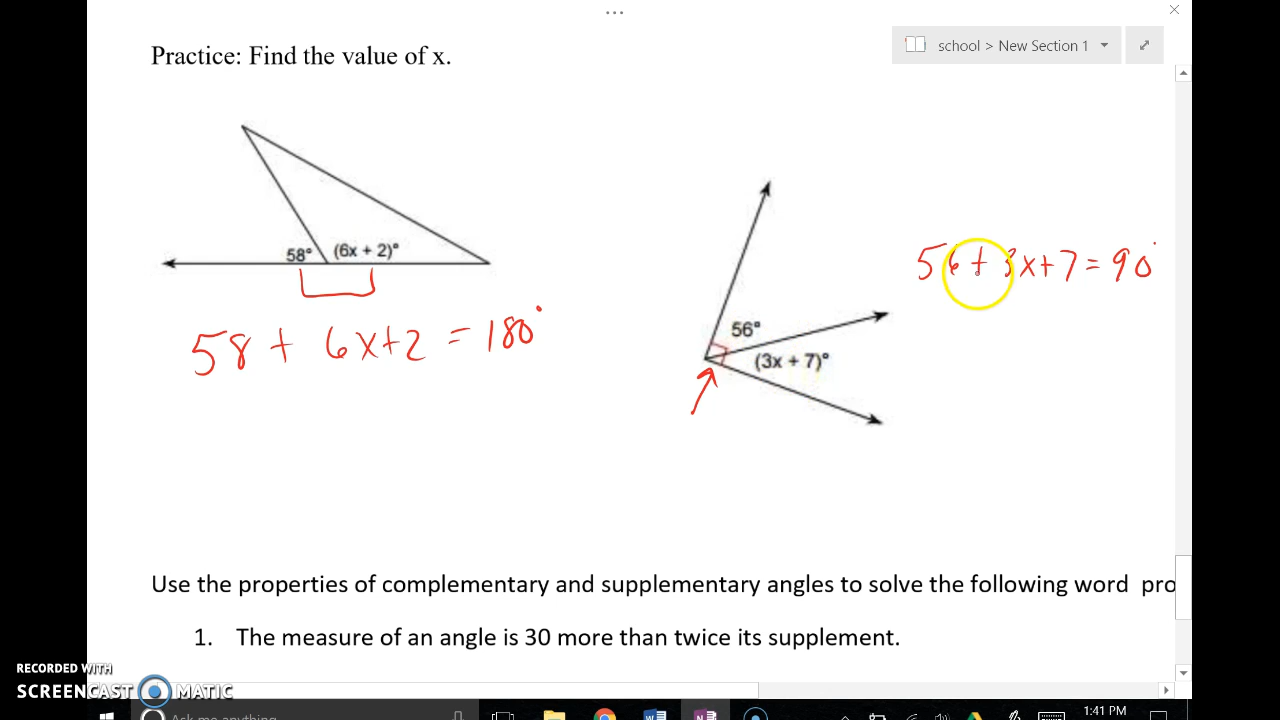 Practice: Find the value of x.
school > New Section 1
58° (6x + 2)°
58 + 6x+2 = 180°
56°
(3x + 7)°
56+3x+7=90°
Use the properties of complementary and supplementary angles to solve the following word pro
1. The measure of an angle is 30 more than twice its supplement.
RECORDED WITH
SCREENCAST MATIC
Ask me anything
1:41 PM